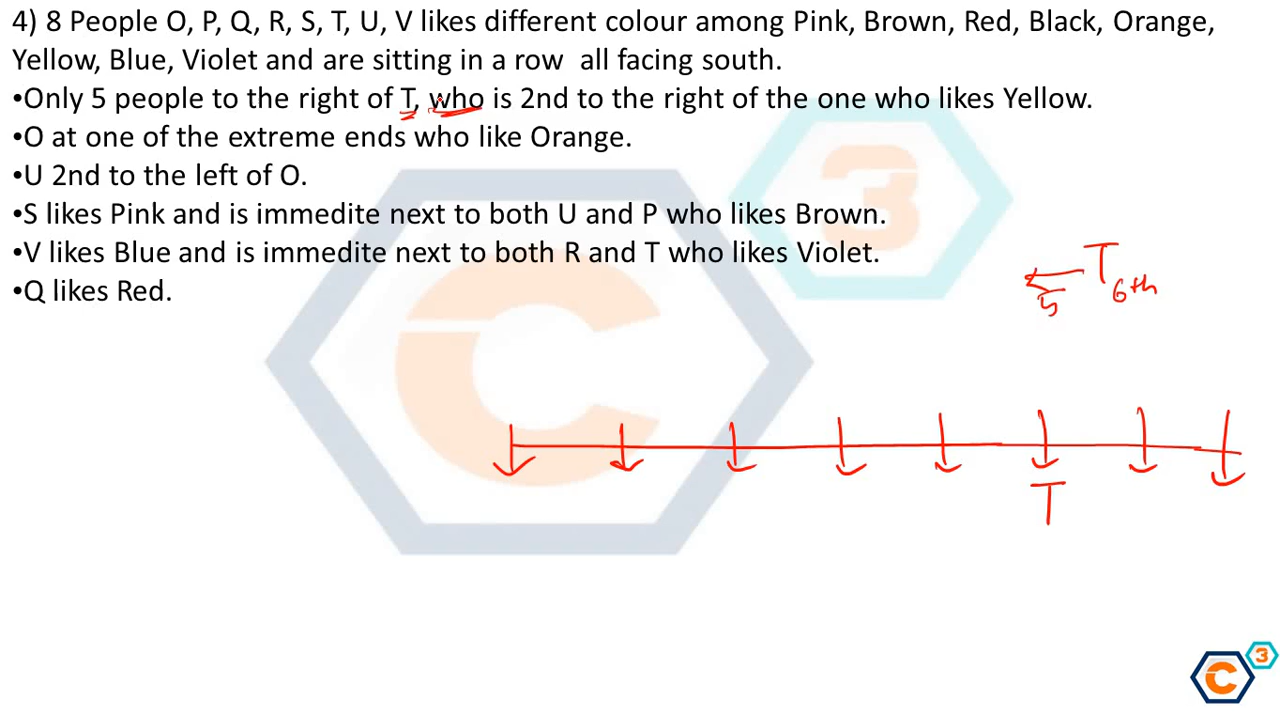 4) 8 People O, P, Q, R, S, T, U, V likes different colour among Pink, Brown, Red, Black, Orange,
Yellow, Blue, Violet and are sitting in a row all facing south.
•Only 5 people to the right of T, who is 2nd to the right of the one who likes Yellow.
•O at one of the extreme ends who like Orange.
•U 2nd to the left of O.
•S likes Pink and is immedite next to both U and P who likes Brown.
•V likes Blue and is immedite next to both R and T who likes Violet.
•Q likes Red.
T
5
6th
T
C 3
C 3